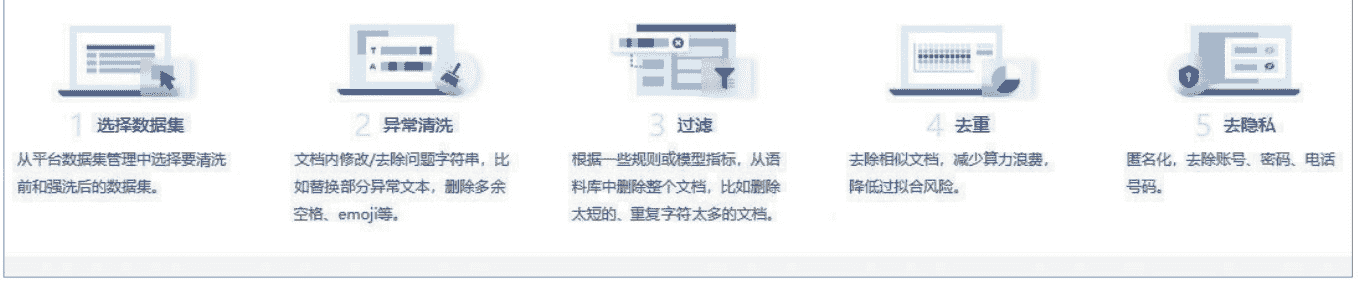 1 选择数据集
从平台数据集管理中选择要清洗
前和强洗后的数据集。
2 异常清洗
文档内修改/去除问题字符串，比
如替换部分异常文本，删除多余
空格、emoji等。
3 过滤
根据一些规则或模型指标，从语
料库中删除整个文档，比如删除
太短的、重复字符太多的文档。
4 去重
去除相似文档，减少算力浪费，
降低过拟合风险。
5 去隐私
匿名化，去除账号、密码、电话
号码。